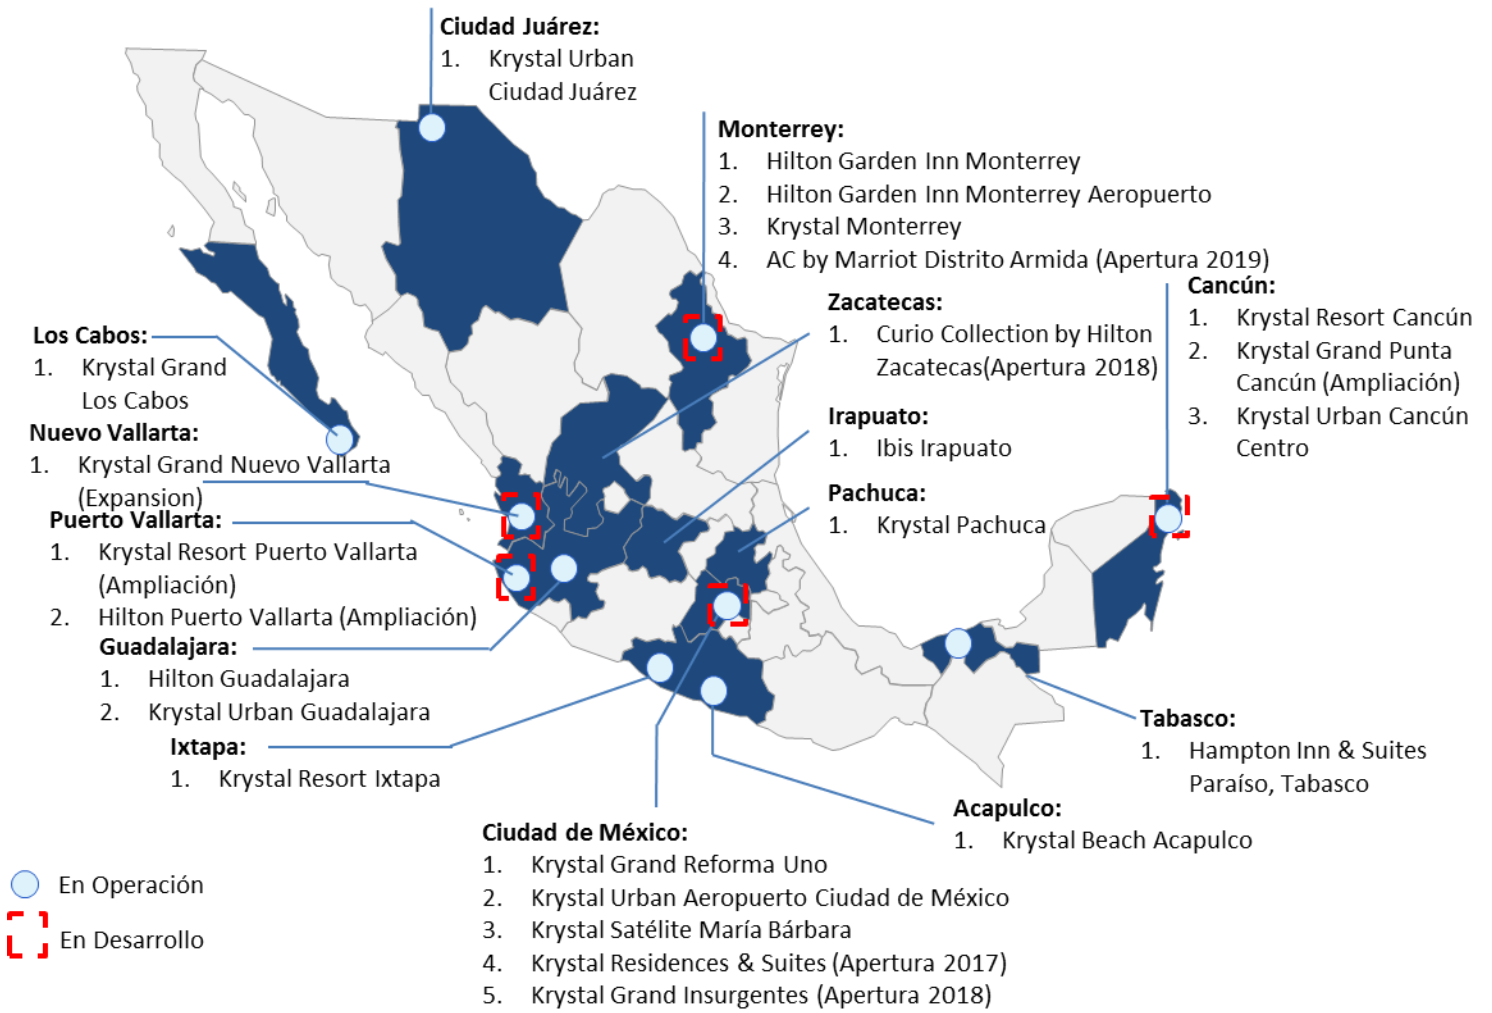 Ciudad Juárez:
1. Krystal Urban
Ciudad Juárez
Monterrey:
1. Hilton Garden Inn Monterrey
2. Hilton Garden Inn Monterrey Aeropuerto
3. Krystal Monterrey
4. AC by Marriot Distrito Armida (Apertura 2019)
Cancún:
1. Krystal Resort Cancún
2. Krystal Grand Punta
Cancún (Ampliación)
3. Krystal Urban Cancún
Centro
Zacatecas:
1. Curio Collection by Hilton
Zacatecas(Apertura 2018)
Irapuato:
1. Ibis Irapuato
Pachuca:
1. Krystal Pachuca
Los Cabos:
1. Krystal Grand
Los Cabos
Nuevo Vallarta:
1. Krystal Grand Nuevo Vallarta
(Expansion)
Puerto Vallarta:
1. Krystal Resort Puerto Vallarta
(Ampliación)
2. Hilton Puerto Vallarta (Ampliación)
Guadalajara:
1. Hilton Guadalajara
2. Krystal Urban Guadalajara
Ixtapa:
1. Krystal Resort Ixtapa
Tabasco:
1. Hampton Inn & Suites
Paraíso, Tabasco
Acapulco:
1. Krystal Beach Acapulco
Ciudad de México:
1. Krystal Grand Reforma Uno
2. Krystal Urban Aeropuerto Ciudad de México
3. Krystal Satélite María Bárbara
4. Krystal Residences & Suites (Apertura 2017)
5. Krystal Grand Insurgentes (Apertura 2018)
En Operación
En Desarrollo